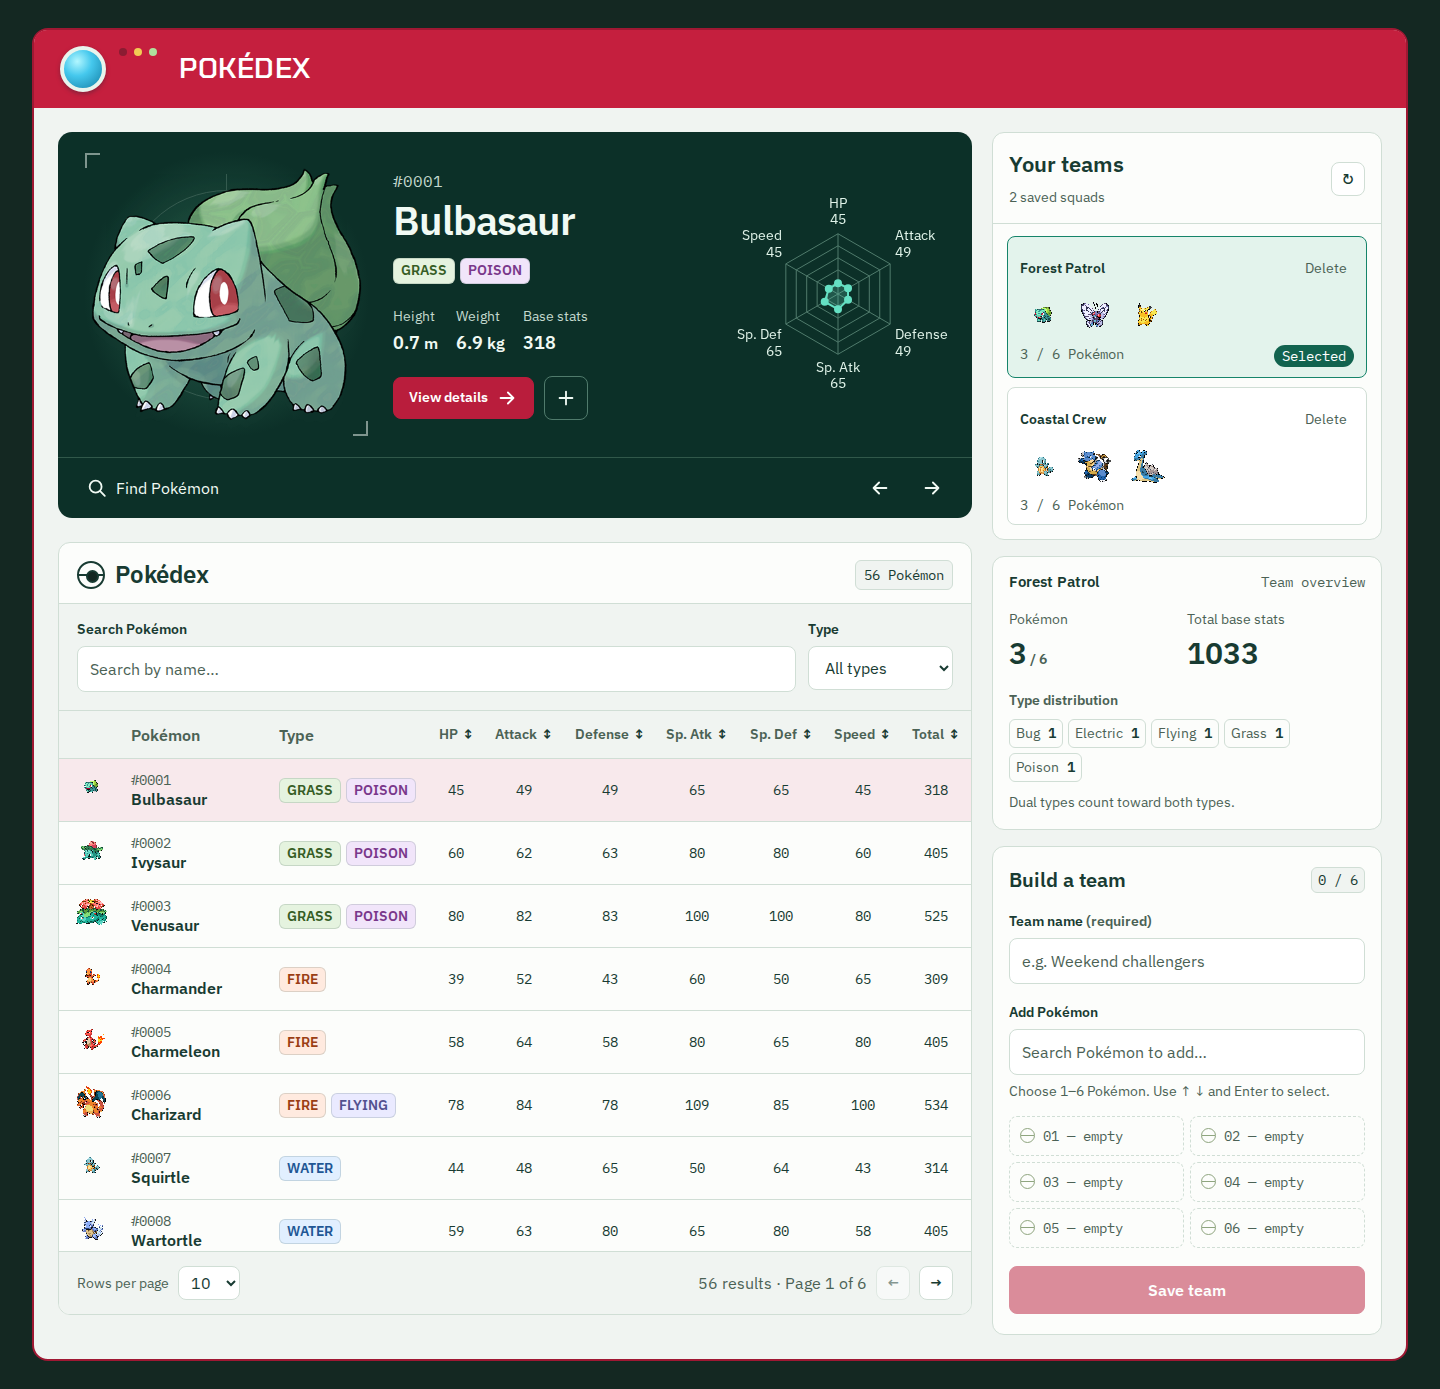 POKÉDEX
#0001
Bulbasaur
GRASS POISON
Height Weight Base stats
0.7 m 6.9 kg 318
View details →
+
HP
45
Attack
49
Defense
49
Sp. Atk
65
Sp. Def
65
Speed
45
Find Pokémon ← →
Pokédex 56 Pokémon
Search Pokémon Type
Search by name... All types
Pokémon Type HP ↕ Attack ↕ Defense ↕ Sp. Atk ↕ Sp. Def ↕ Speed ↕ Total ↕
#0001
Bulbasaur GRASS POISON 45 49 49 65 65 45 318
#0002
Ivysaur GRASS POISON 60 62 63 80 80 60 405
#0003
Venusaur GRASS POISON 80 82 83 100 100 80 525
#0004
Charmander FIRE 39 52 43 60 50 65 309
#0005
Charmeleon FIRE 58 64 58 80 65 80 405
#0006
Charizard FIRE FLYING 78 84 78 109 85 100 534
#0007
Squirtle WATER 44 48 65 50 64 43 314
#0008
Wartortle WATER 59 63 80 65 80 58 405
Rows per page 10 56 results · Page 1 of 6 ← →
Your teams
2 saved squads
↻
Forest Patrol Delete
3 / 6 Pokémon Selected
Coastal Crew Delete
3 / 6 Pokémon
Forest Patrol Team overview
Pokémon Total base stats
3 / 6 1033
Type distribution
Bug 1 Electric 1 Flying 1 Grass 1
Poison 1
Dual types count toward both types.
Build a team 0 / 6
Team name (required)
e.g. Weekend challengers
Add Pokémon
Search Pokémon to add...
Choose 1–6 Pokémon. Use ↑ ↓ and Enter to select.
01 — empty 02 — empty
03 — empty 04 — empty
05 — empty 06 — empty
Save team